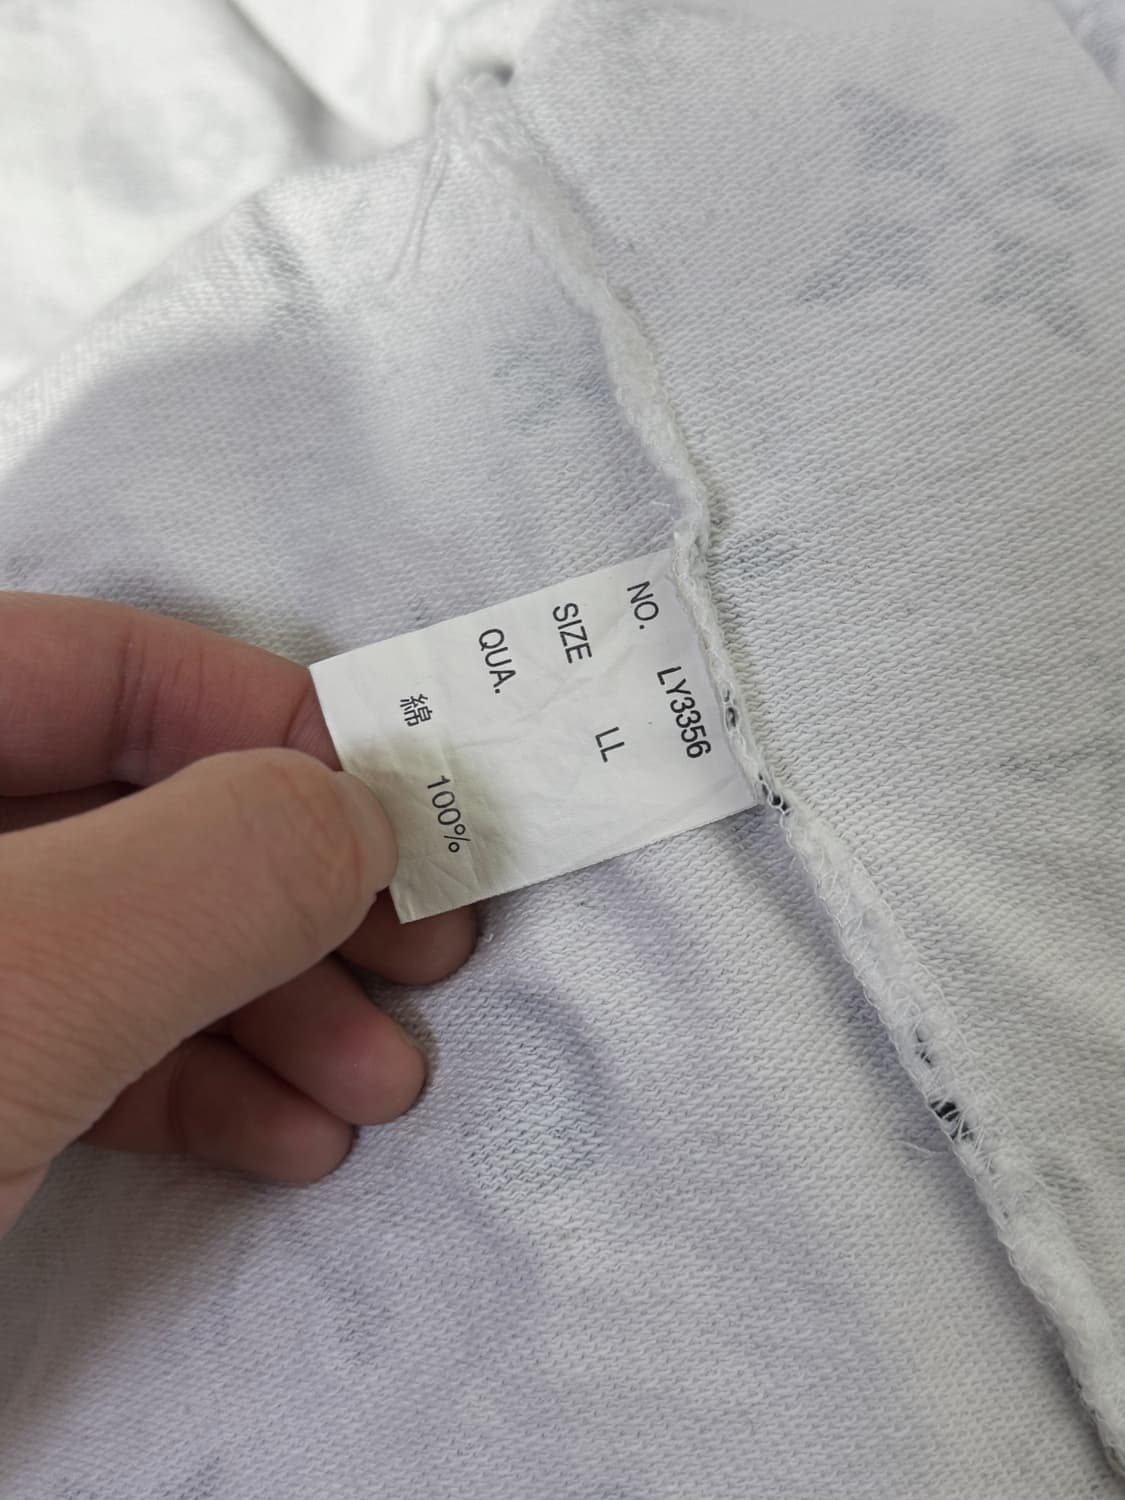 NO. LY3356
SIZE LL
QUA.
綿 100%